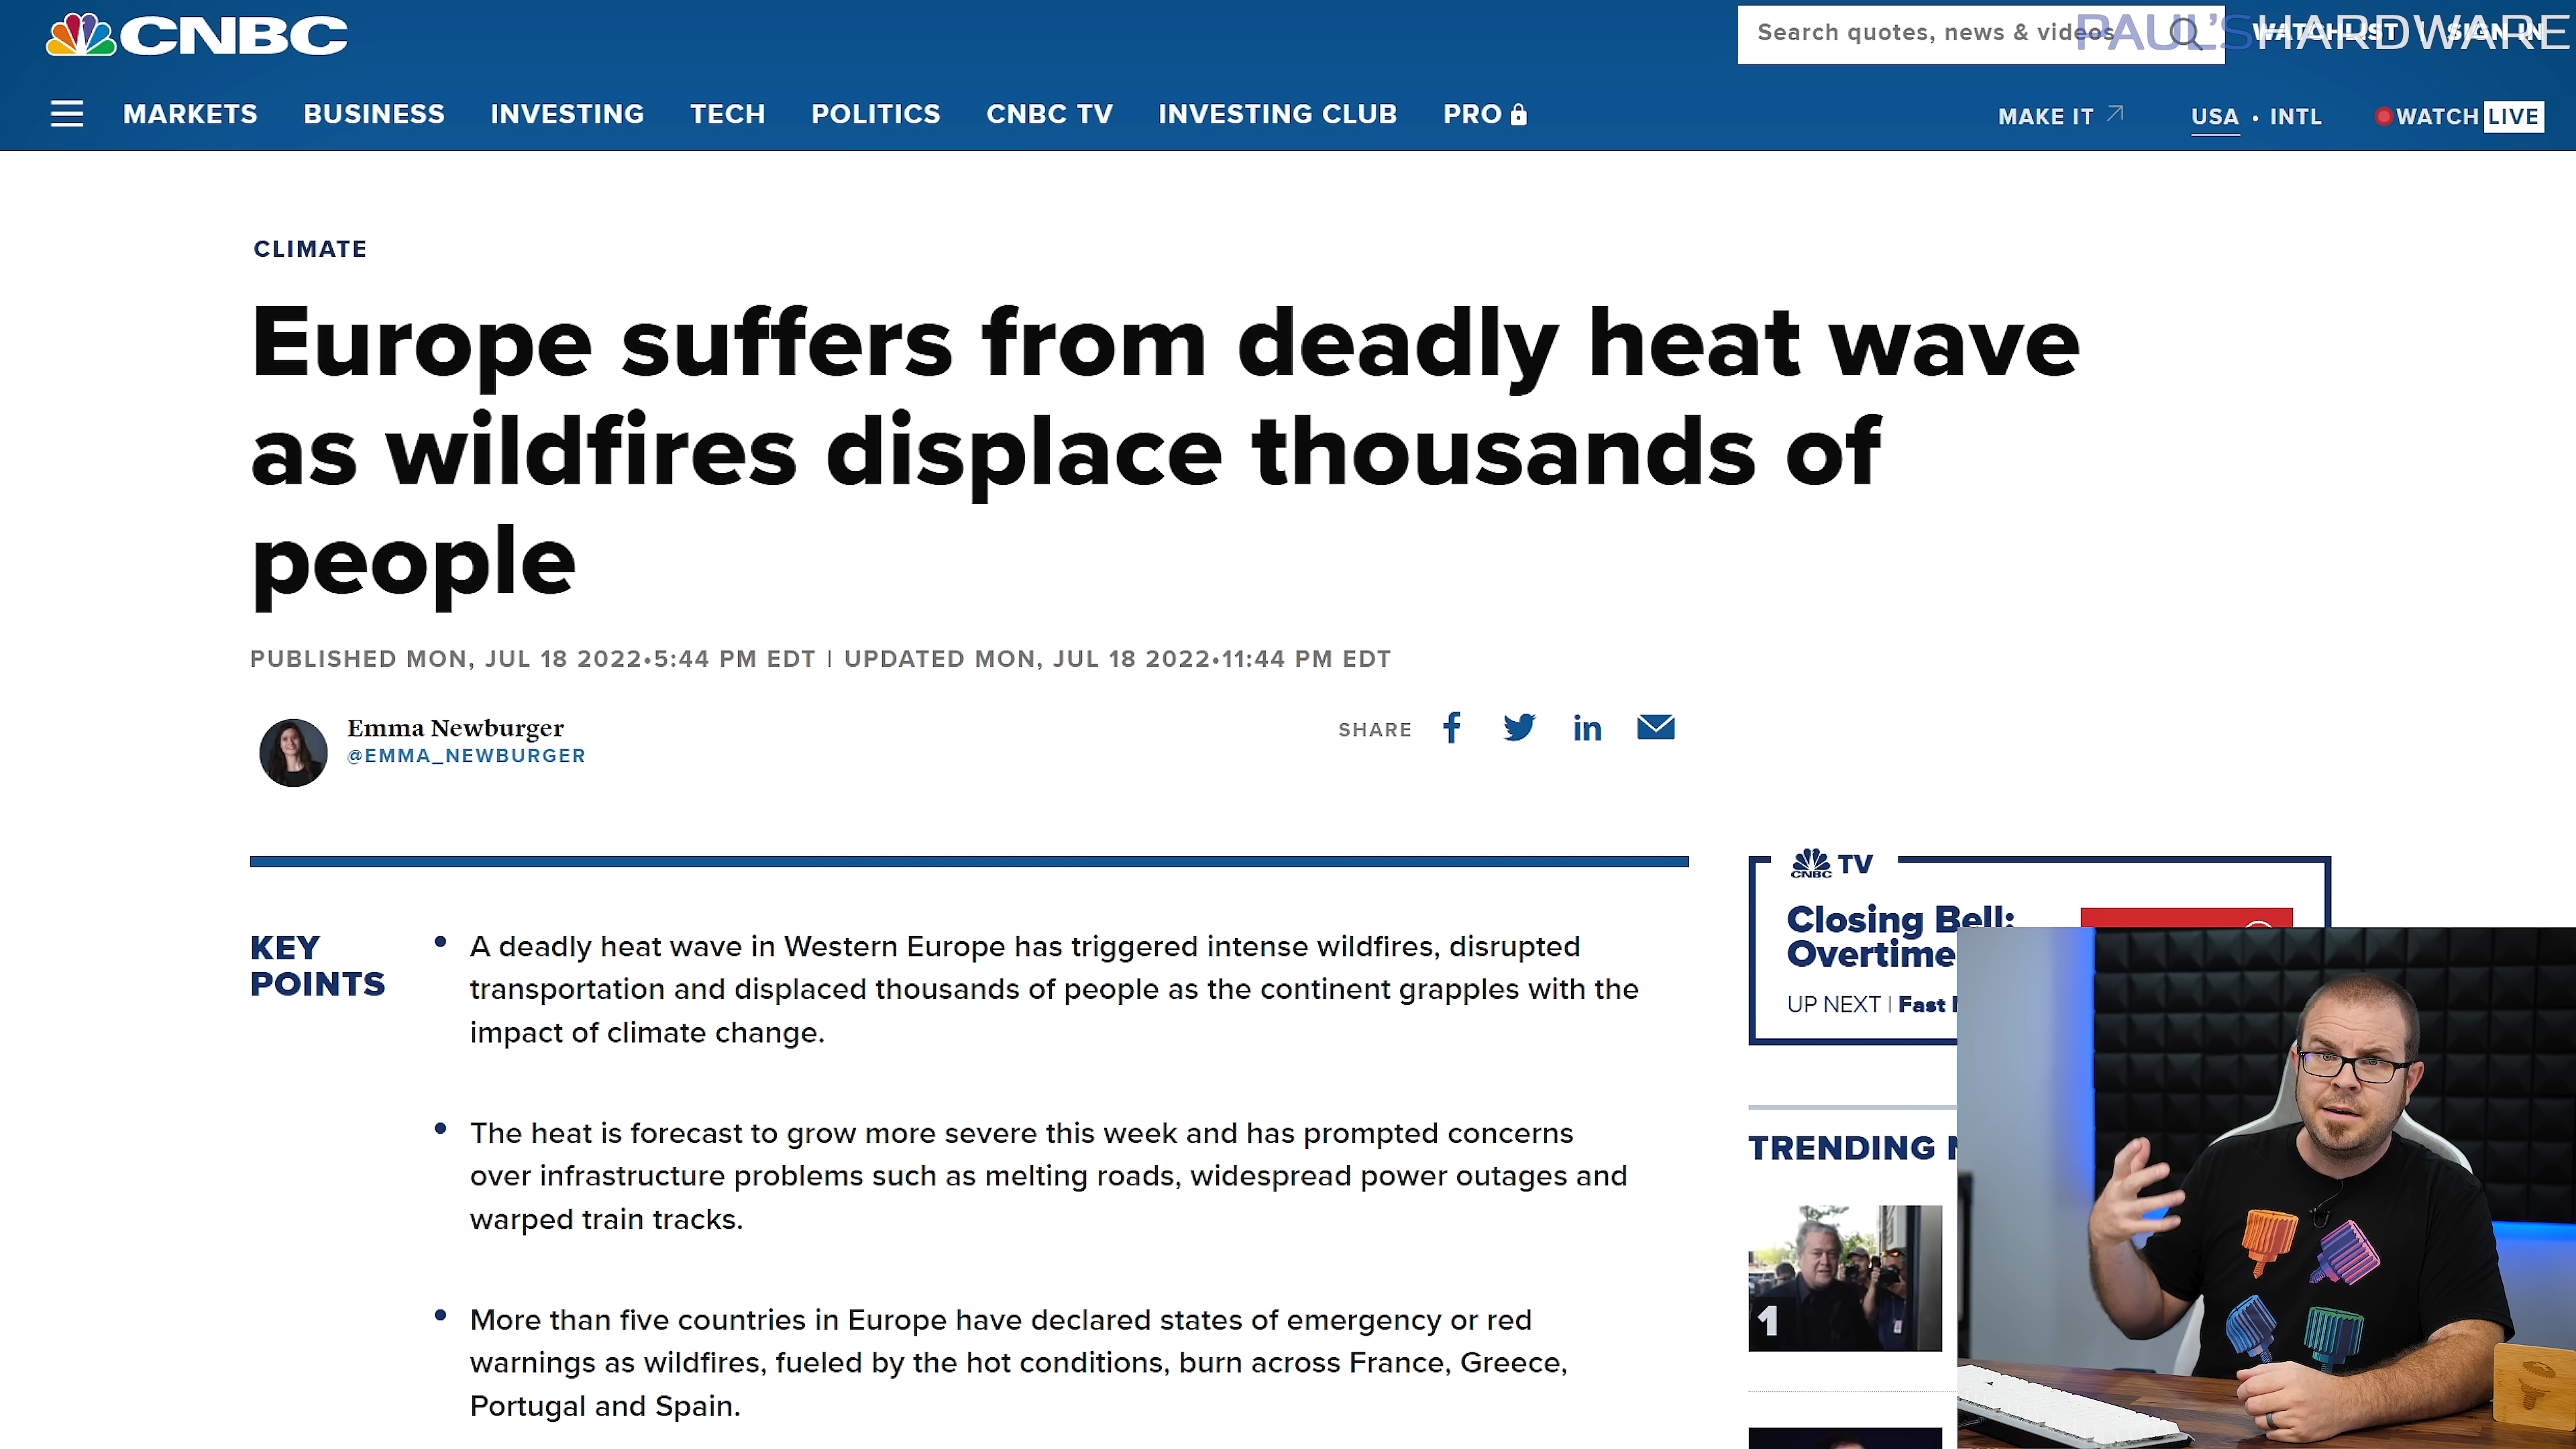 CNBC
Search quotes, news & videos
PAUL'S HARDWARE
WATCHLIST
SIGN IN
MARKETS BUSINESS INVESTING TECH POLITICS CNBC TV INVESTING CLUB PRO
MAKE IT USA • INTL WATCH LIVE
CLIMATE
Europe suffers from deadly heat wave
as wildfires displace thousands of
people
PUBLISHED MON, JUL 18 2022•5:44 PM EDT | UPDATED MON, JUL 18 2022•11:44 PM EDT
Emma Newburger
@EMMA_NEWBURGER
SHARE
KEY
POINTS
• A deadly heat wave in Western Europe has triggered intense wildfires, disrupted
transportation and displaced thousands of people as the continent grapples with the
impact of climate change.
• The heat is forecast to grow more severe this week and has prompted concerns
over infrastructure problems such as melting roads, widespread power outages and
warped train tracks.
• More than five countries in Europe have declared states of emergency or red
warnings as wildfires, fueled by the hot conditions, burn across France, Greece,
Portugal and Spain.
CNBC TV
Closing Bell:
Overtime
UP NEXT | Fast
TRENDING
1